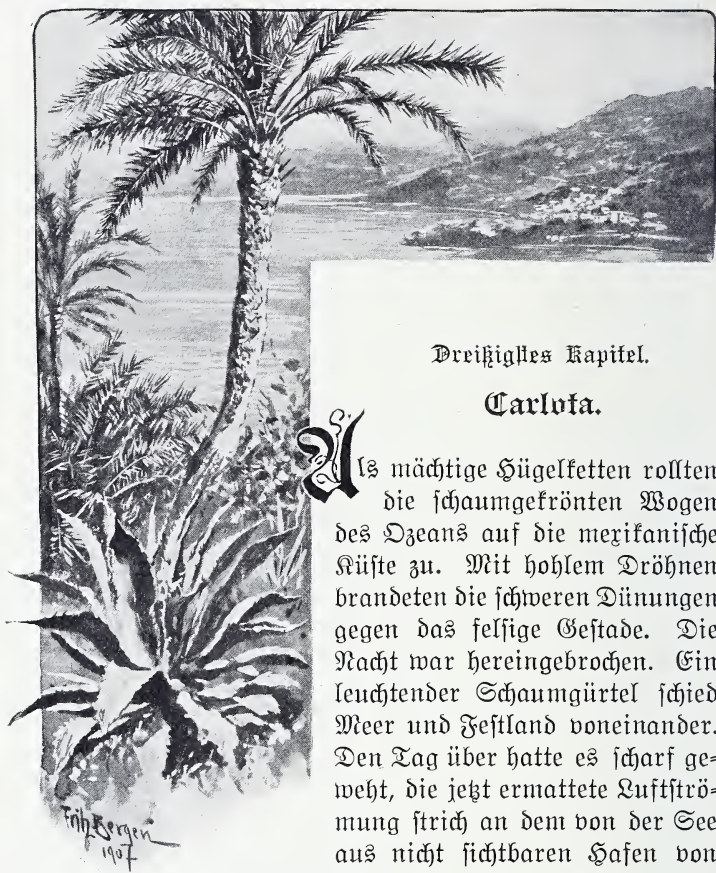 Dreißigstes Kapitel.
Carlota.
Als mächtige Hügelketten rollten
die schaumgekrönten Wogen
des Ozeans auf die mexikanische
Küste zu. Mit hohlem Dröhnen
brandeten die schweren Dünungen
gegen das felsige Gestade. Die
Nacht war hereingebrochen. Ein
leuchtender Schaumgürtel schied
Meer und Festland voneinander.
Den Tag über hatte es scharf ge-
weht, die jetzt ermattete Luftströ-
mung strich an dem von der See
aus nicht sichtbaren Hafen von
Fritz Bergen
1907